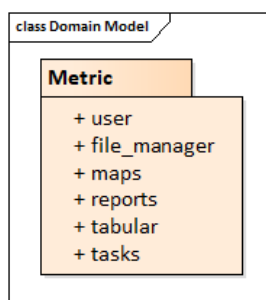 class Domain Model
Metric
+ user
+ file_manager
+ maps
+ reports
+ tabular
+ tasks